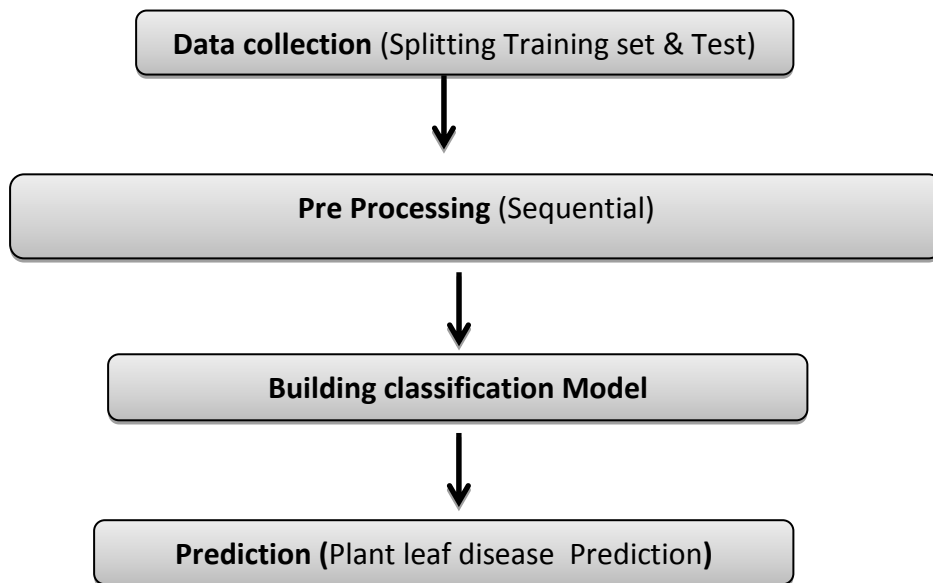 Data collection (Splitting Training set & Test)
Pre Processing (Sequential)
Building classification Model
Prediction (Plant leaf disease  Prediction)